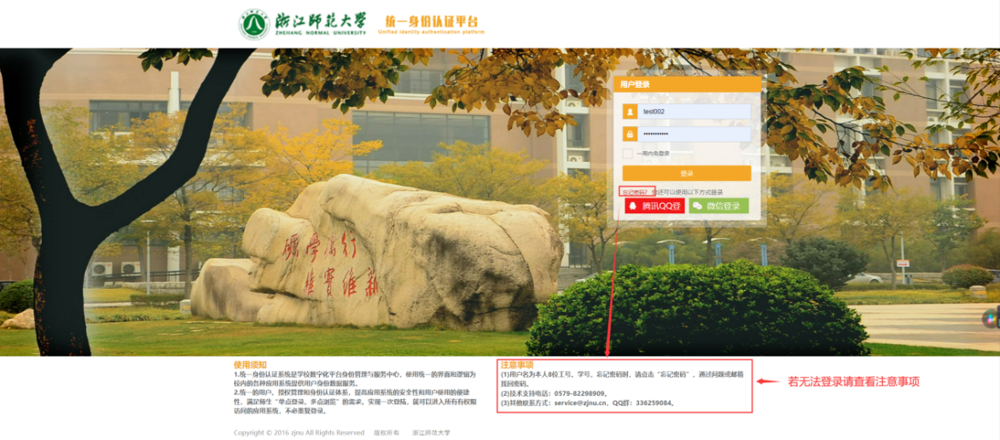 浙江师范大学
ZHEJIANG NORMAL UNIVERSITY
统一身份认证平台
Unified identity authentication platform
用户登录
test002
一周内免登录
登录
忘记密码？ 您还可以使用以下方式登录
腾讯QQ登
微信登录
砺學厲行
維實維新
使用须知
1.统一身份认证系统是学校数字化平台身份管理与服务中心，使用统一的界面和逻辑为
校内的各种应用系统提供用户身份数据服务。
2.统一的用户、授权管理和身份认证体系，提高应用系统的安全性和用户使用的便捷
性，满足师生“单点登录、多点浏览”的需求。实现一次登陆，就可以进入所有有权限
访问的应用系统，不必重复登录。
注意事项
(1)用户名为本人8位工号、学号，忘记密码时，请点击“忘记密码”，通过问题或邮箱
找回密码。
(2)技术支持电话：0579-82298909。
(3)其他联系方式：service@zjnu.cn，QQ群：336259084。
若无法登录请查看注意事项
Copyright © 2016 zjnu All Rights Reserved 版权所有 浙江师范大学